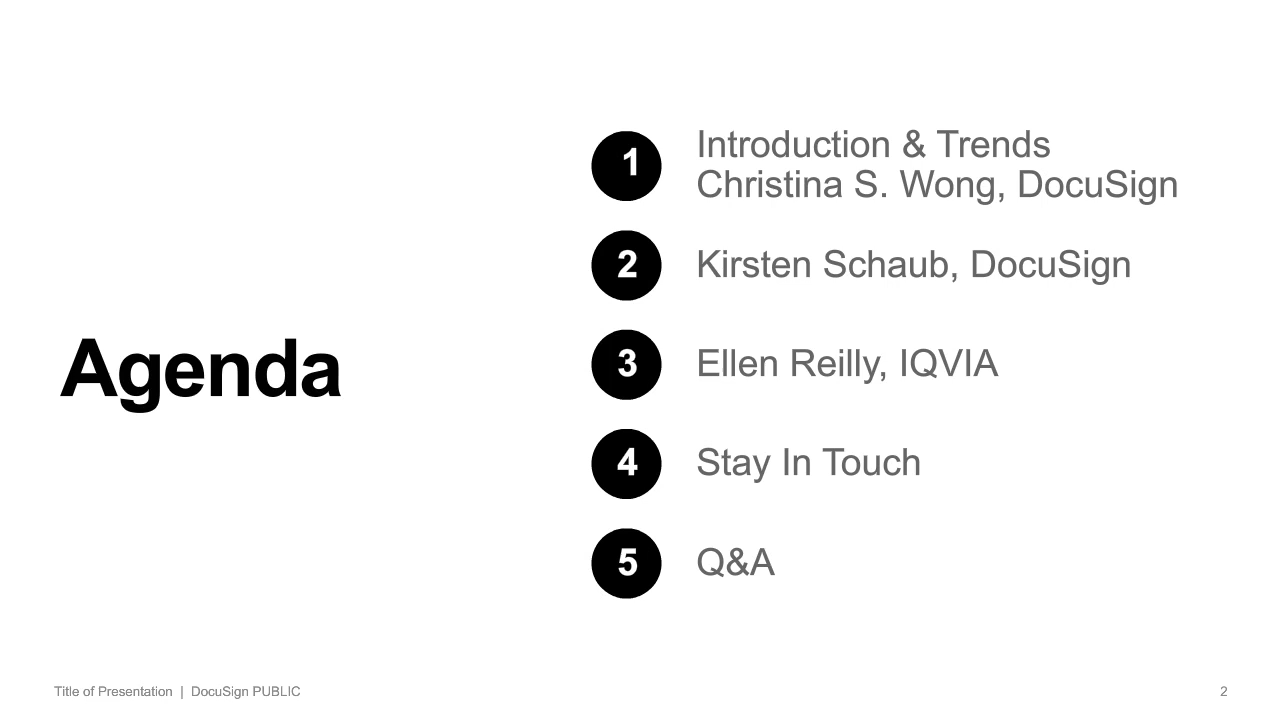 Agenda
1
Introduction & Trends
Christina S. Wong, DocuSign
2
Kirsten Schaub, DocuSign
3
Ellen Reilly, IQVIA
4
Stay In Touch
5
Q&A
Title of Presentation | DocuSign PUBLIC
2